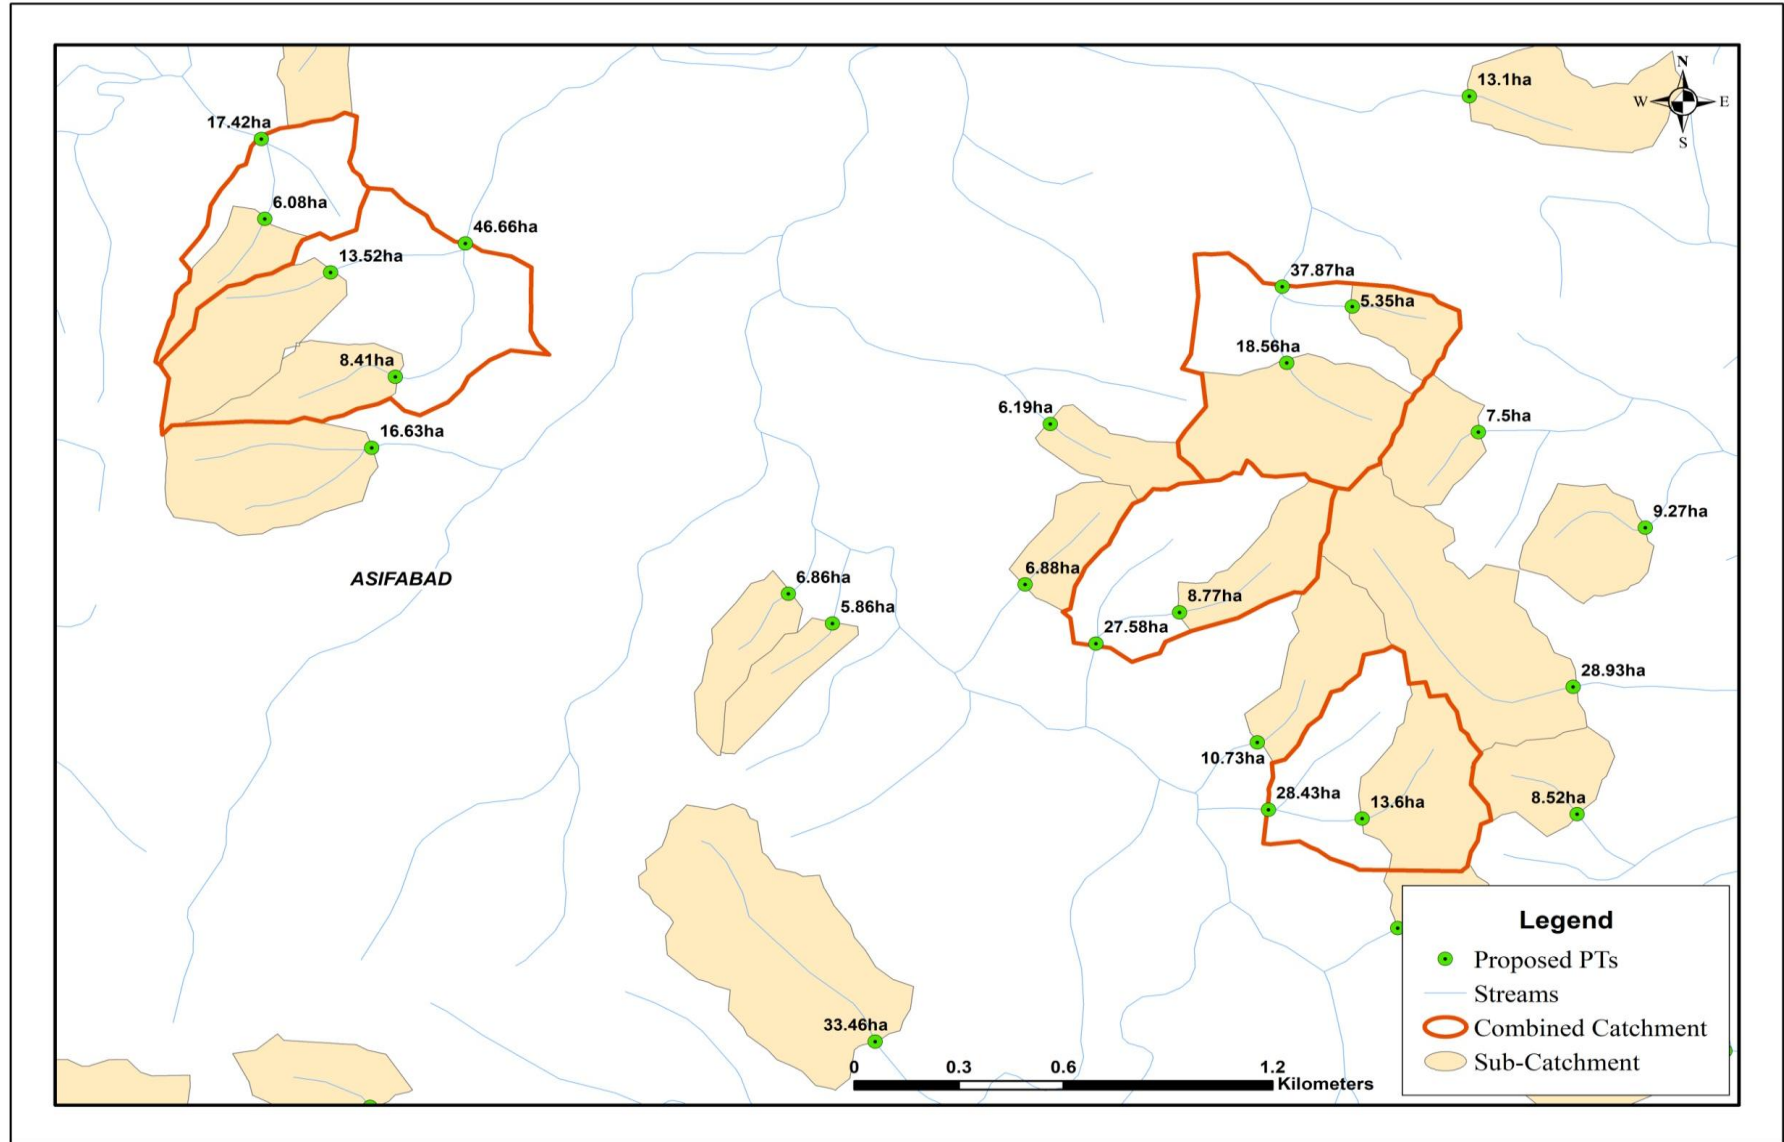 13.1ha
N
W
E
S
17.42ha
6.08ha
46.66ha
13.52ha
37.87ha
5.35ha
18.56ha
8.41ha
6.19ha
7.5ha
16.63ha
9.27ha
ASIFABAD
6.86ha
6.88ha
5.86ha
8.77ha
27.58ha
28.93ha
10.73ha
28.43ha
13.6ha
8.52ha
33.46ha
0 0.3 0.6 1.2
Kilometers
Legend
Proposed PTs
Streams
Combined Catchment
Sub-Catchment